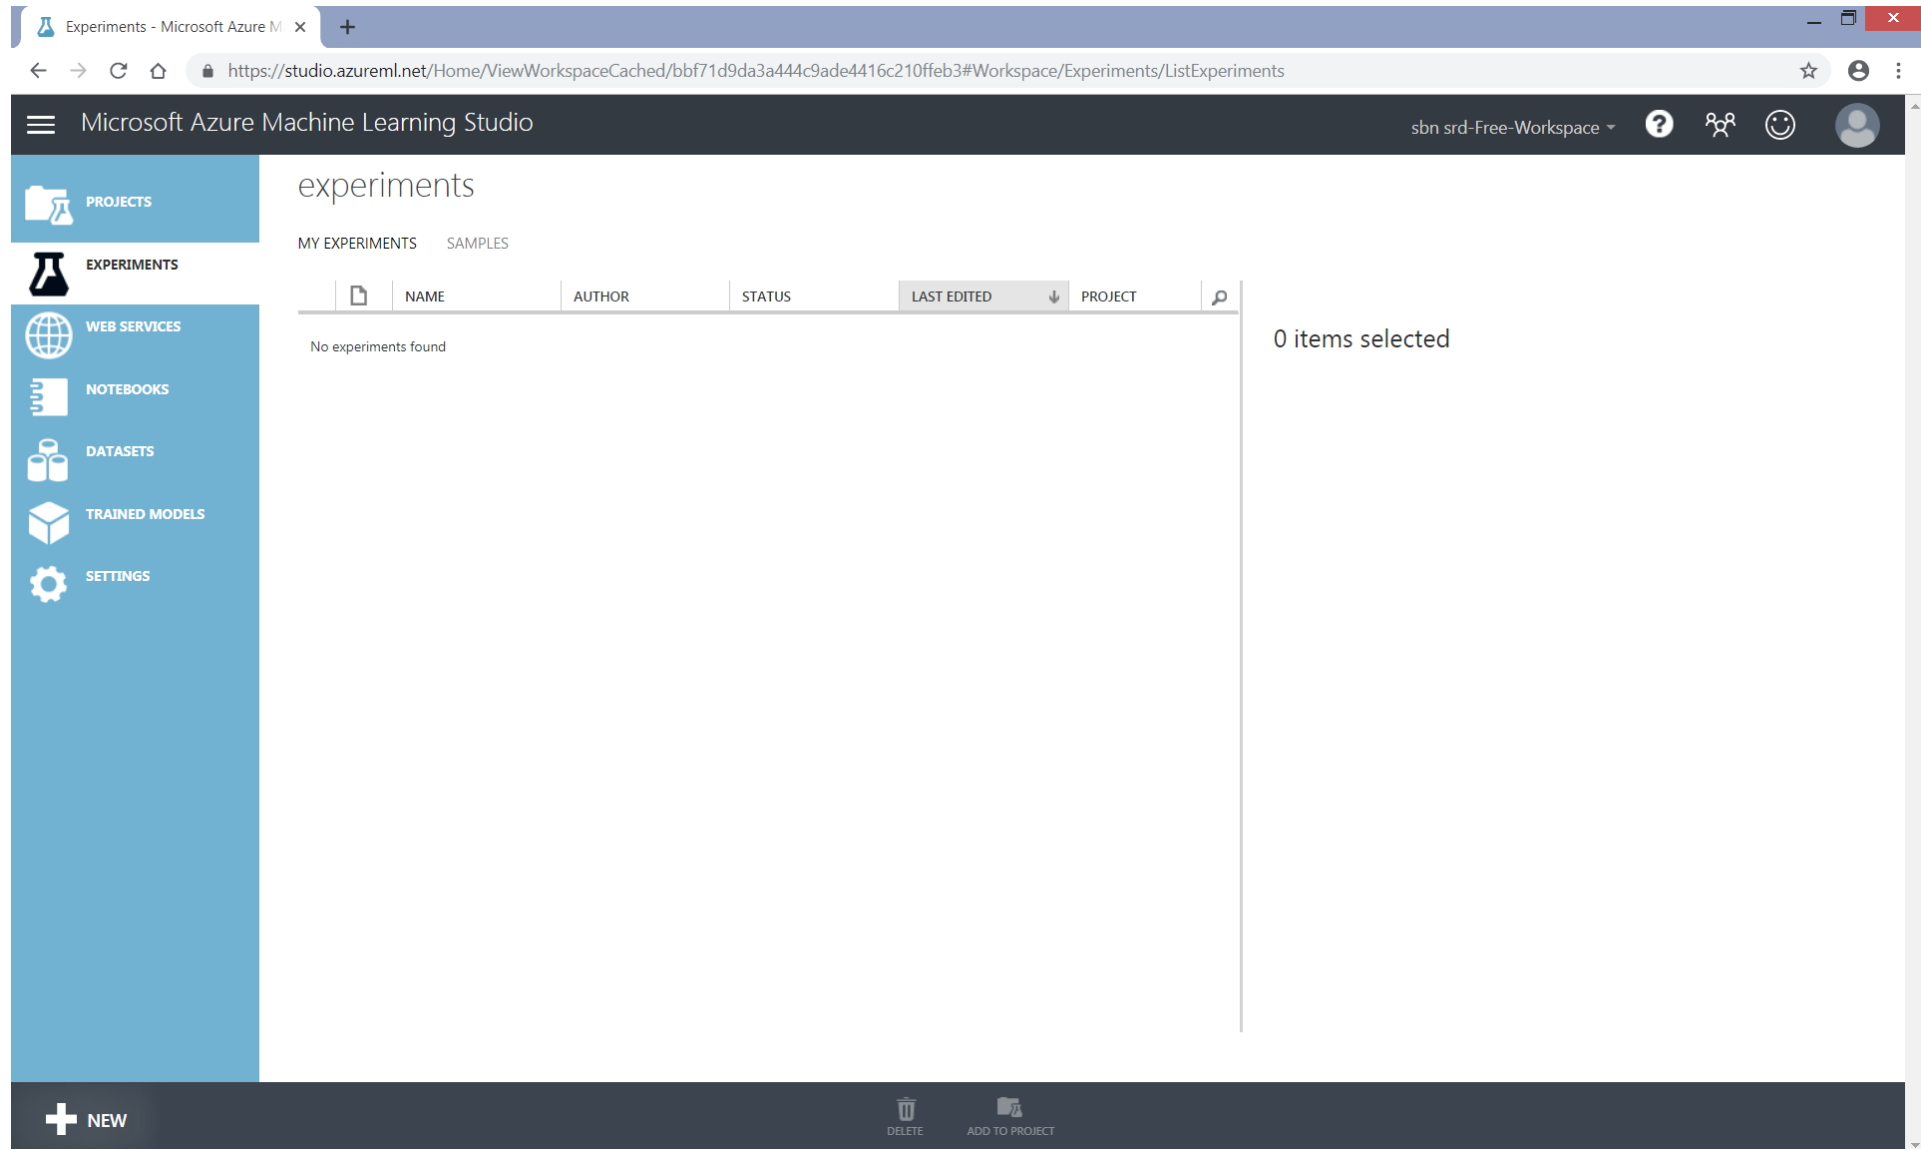 Experiments - Microsoft Azure M
https://studio.azureml.net/Home/ViewWorkspaceCached/bbf71d9da3a444c9ade4416c210ffeb3#Workspace/Experiments/ListExperiments
Microsoft Azure Machine Learning Studio
sbn srd-Free-Workspace
PROJECTS
EXPERIMENTS
WEB SERVICES
NOTEBOOKS
DATASETS
TRAINED MODELS
SETTINGS
experiments
MY EXPERIMENTS SAMPLES
NAME AUTHOR STATUS LAST EDITED PROJECT
No experiments found
0 items selected
NEW
DELETE
ADD TO PROJECT